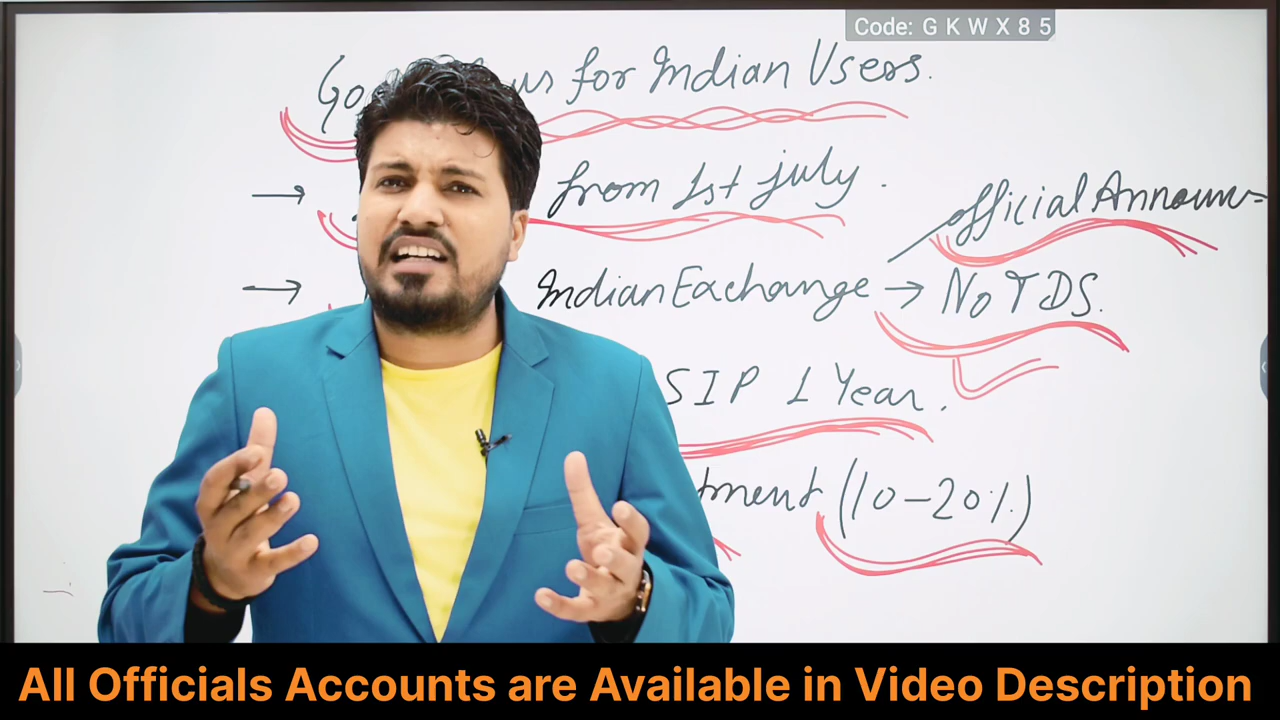 Code: G K W X 8 5
for Indian Users.
→ from 1st july.
official Announ-
→ Indian Exchange → No TDS.
SIP 1 Year.
(10-20%)
All Officials Accounts are Available in Video Description